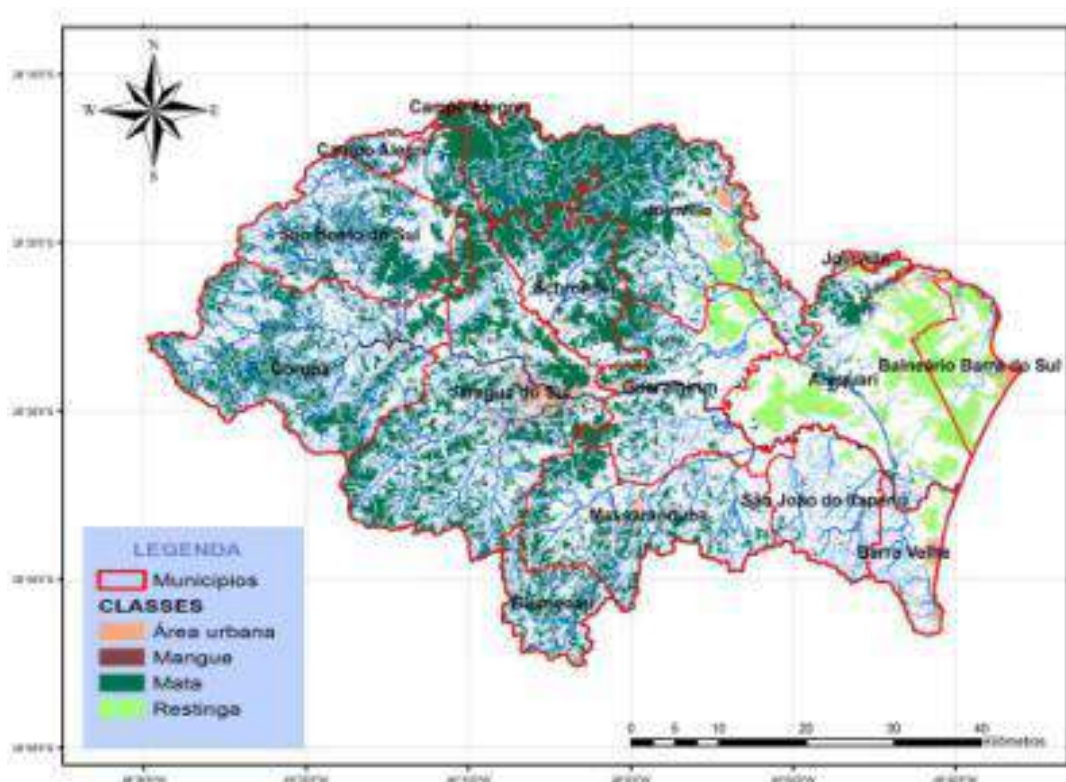 N
W E
S
Campo Alegre
Campo Alegre
Joinville
São Bento do Sul
Joinville
Schroeder
Corupá
Balneário Barra do Sul
Araquari
Jaraguá do Sul
Guaramirim
Massaranduba
São João do Itaperiú
Barra Velha
Blumenau
LEGENDA
Municípios
CLASSES
Área urbana
Mangue
Mata
Restinga
0 5 10 20 30 40
Kilômetros